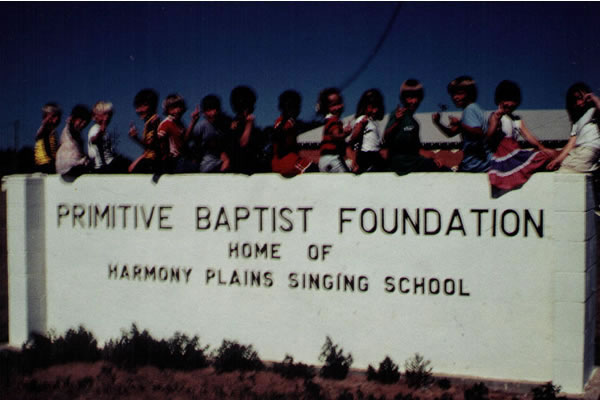 PRIMITIVE BAPTIST FOUNDATION
HOME OF
HARMONY PLAINS SINGING SCHOOL